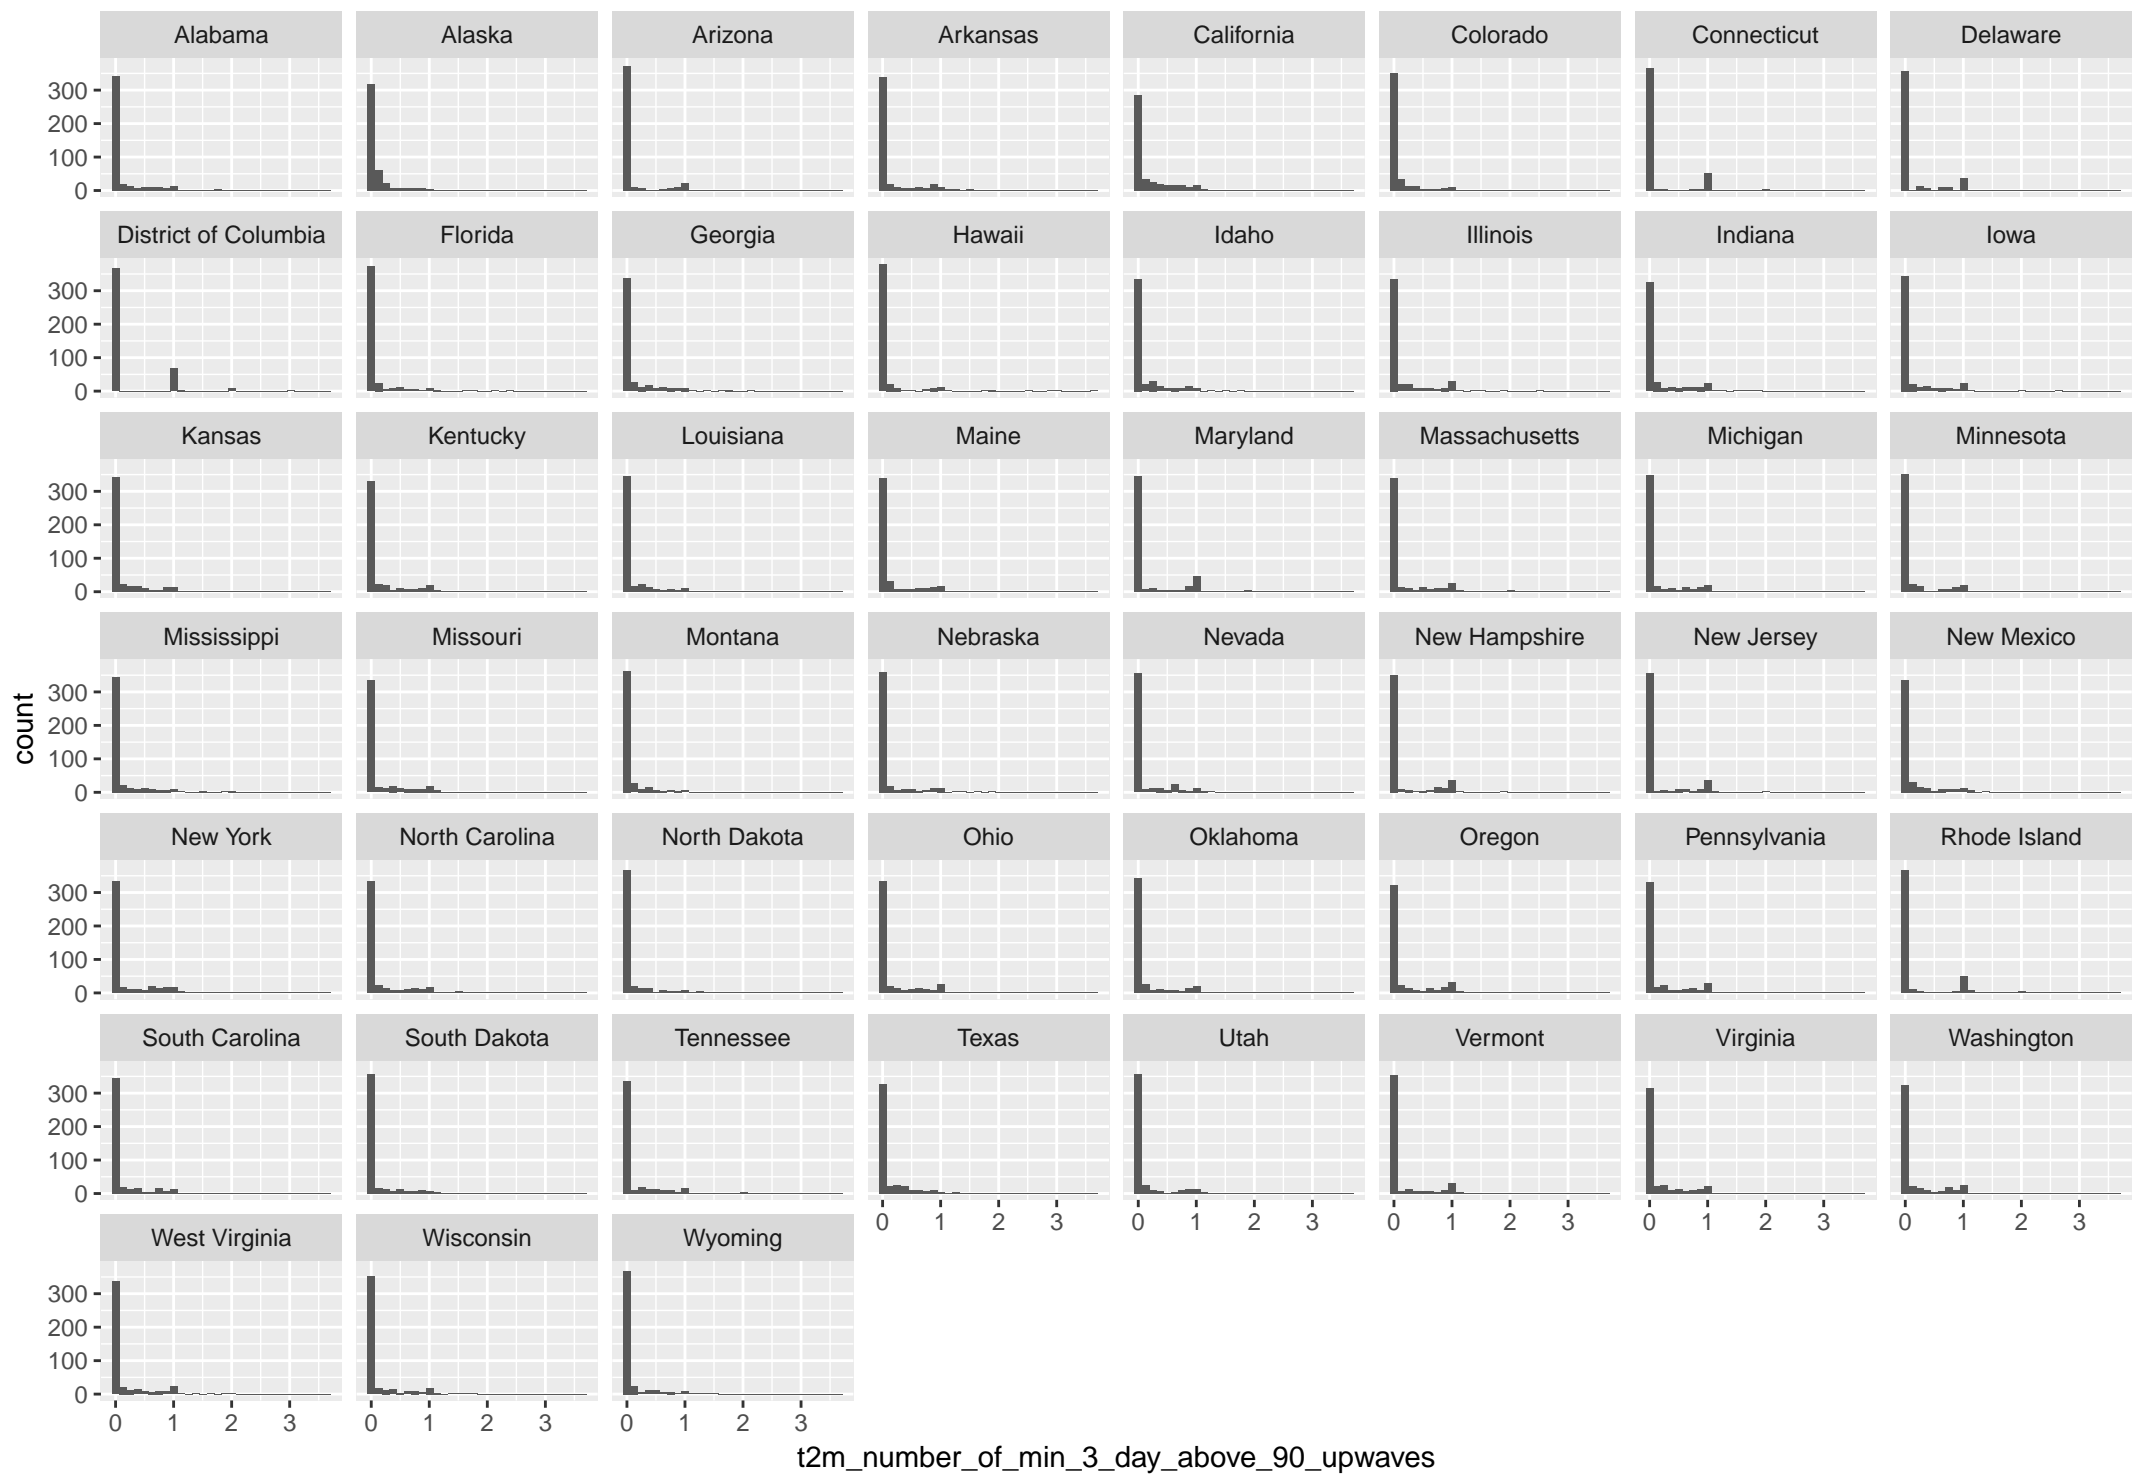 Alabama Alaska Arizona Arkansas California Colorado Connecticut Delaware
300
200
100
0
District of Columbia Florida Georgia Hawaii Idaho Illinois Indiana Iowa
300
200
100
0
Kansas Kentucky Louisiana Maine Maryland Massachusetts Michigan Minnesota
300
200
100
0
Mississippi Missouri Montana Nebraska Nevada New Hampshire New Jersey New Mexico
300
200
100
0
count
New York North Carolina North Dakota Ohio Oklahoma Oregon Pennsylvania Rhode Island
300
200
100
0
South Carolina South Dakota Tennessee Texas Utah Vermont Virginia Washington
300
200
100
0
0 1 2 3 0 1 2 3 0 1 2 3 0 1 2 3 0 1 2 3
West Virginia Wisconsin Wyoming
300
200
100
0
0 1 2 3 0 1 2 3 0 1 2 3
t2m_number_of_min_3_day_above_90_upwaves